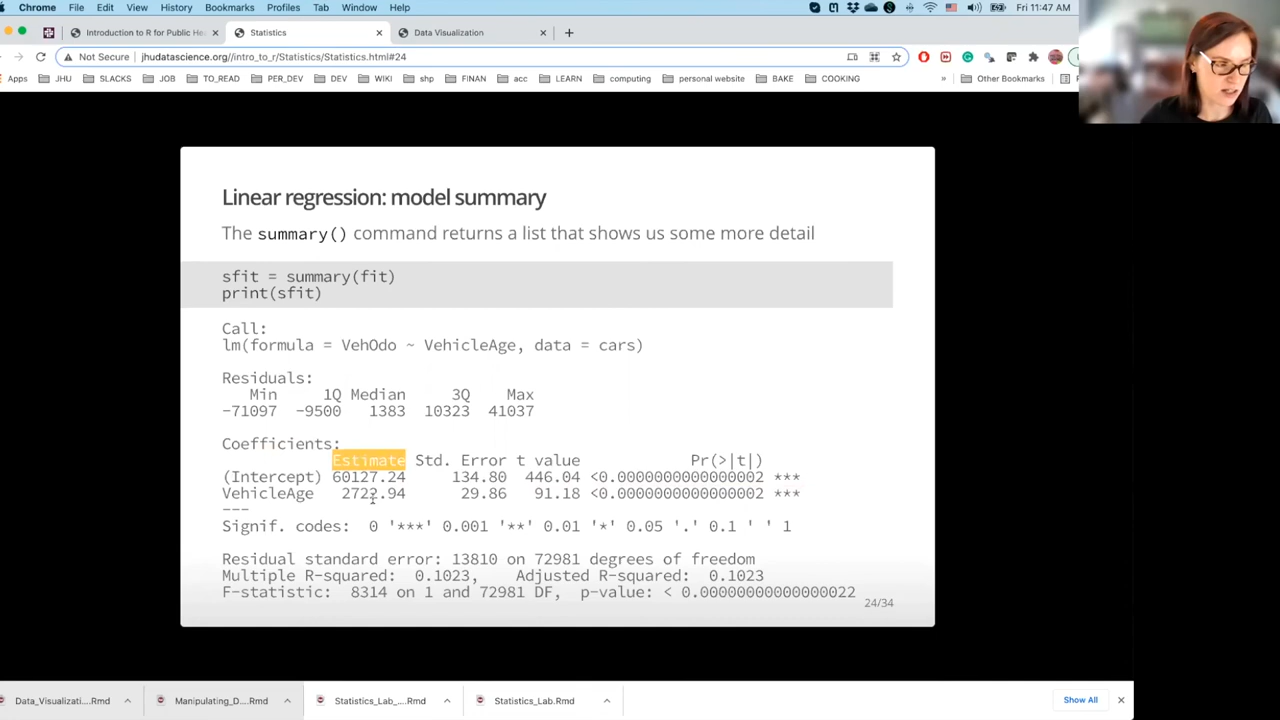 Chrome File Edit View History Bookmarks Profiles Tab Window Help Fri 11:47 AM
Introduction to R for Public He Statistics Data Visualization
Not Secure jhudatascience.org//intro_to_r/Statistics/Statistics.html#24
Apps JHU SLACKS JOB TO_READ PER_DEV DEV WIKI shp FINAN acc LEARN computing personal website BAKE COOKING » Other Bookmarks
Linear regression: model summary
The summary() command returns a list that shows us some more detail
sfit = summary(fit)
print(sfit)
Call:
lm(formula = VehOdo ~ VehicleAge, data = cars)
Residuals:
Min 1Q Median 3Q Max
-71097 -9500 1383 10323 41037
Coefficients:
Estimate Std. Error t value Pr(>|t|)
(Intercept) 60127.24 134.80 446.04 <0.0000000000000002 ***
VehicleAge 2722.94 29.86 91.18 <0.0000000000000002 ***
---
Signif. codes: 0 '***' 0.001 '**' 0.01 '*' 0.05 '.' 0.1 ' ' 1
Residual standard error: 13810 on 72981 degrees of freedom
Multiple R-squared: 0.1023, Adjusted R-squared: 0.1023
F-statistic: 8314 on 1 and 72981 DF, p-value: < 0.00000000000000022
24/34
Data_Visualizati....Rmd Manipulating_D....Rmd Statistics_Lab_....Rmd Statistics_Lab.Rmd Show All